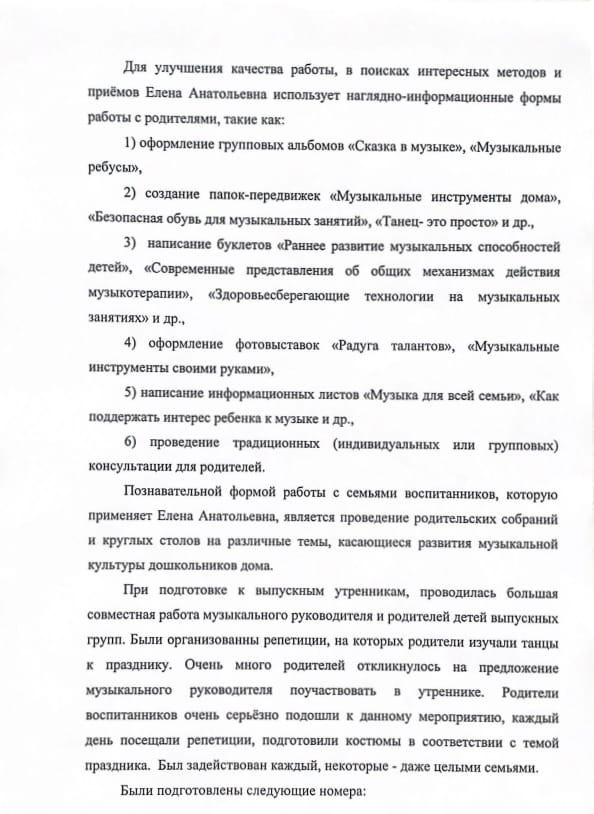 Для улучшения качества работы, в поисках интересных методов и
приёмов Елена Анатольевна использует наглядно-информационные формы
работы с родителями, такие как:
1) оформление групповых альбомов «Сказка в музыке», «Музыкальные
ребусы»,
2) создание папок-передвижек «Музыкальные инструменты дома»,
«Безопасная обувь для музыкальных занятий», «Танец- это просто» и др.,
3) написание буклетов «Раннее развитие музыкальных способностей
детей», «Современные представления об общих механизмах действия
музыкотерапии», «Здоровьесберегающие технологии на музыкальных
занятиях» и др.,
4) оформление фотовыставок «Радуга талантов», «Музыкальные
инструменты своими руками»,
5) написание информационных листов «Музыка для всей семьи», «Как
поддержать интерес ребенка к музыке и др.,
6) проведение традиционных (индивидуальных или групповых)
консультации для родителей.
Познавательной формой работы с семьями воспитанников, которую
применяет Елена Анатольевна, является проведение родительских собраний
и круглых столов на различные темы, касающиеся развития музыкальной
культуры дошкольников дома.
При подготовке к выпускным утренникам, проводилась большая
совместная работа музыкального руководителя и родителей детей выпускных
групп. Были организованны репетиции, на которых родители изучали танцы
к празднику. Очень много родителей откликнулось на предложение
музыкального руководителя поучаствовать в утреннике. Родители
воспитанников очень серьёзно подошли к данному мероприятию, каждый
день посещали репетиции, подготовили костюмы в соответствии с темой
праздника. Был задействован каждый, некоторые - даже целыми семьями.
Были подготовлены следующие номера: